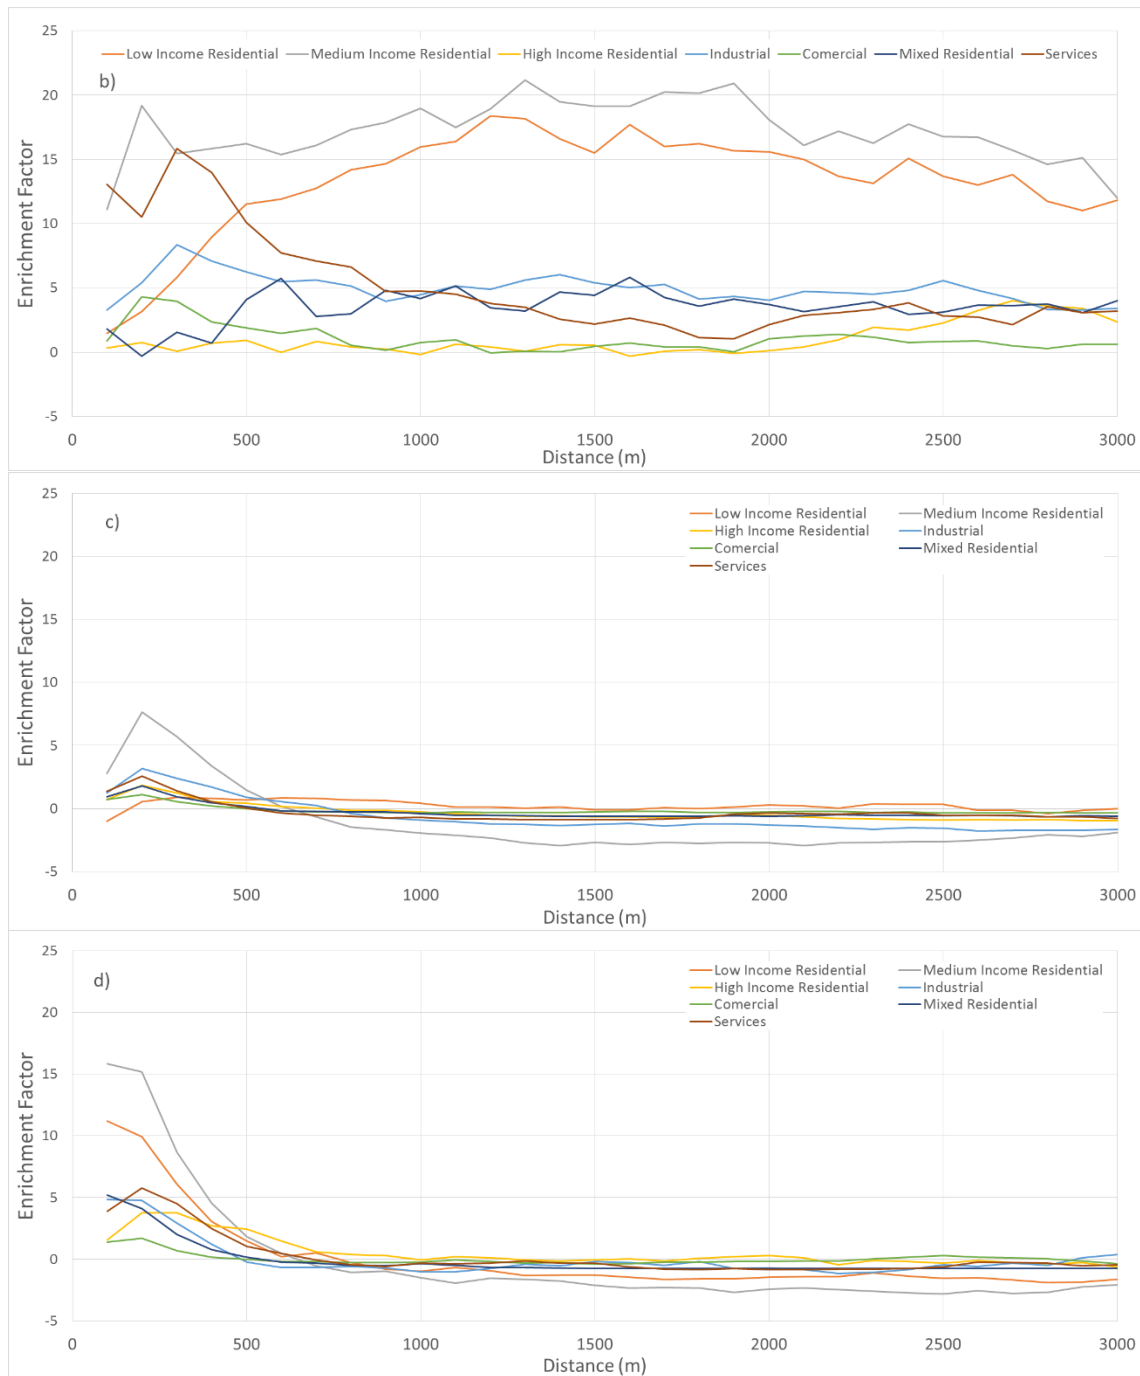 25
Low Income Residential Medium Income Residential High Income Residential Industrial Comercial Mixed Residential Services
b)
20
15
10
5
0
-5
Enrichment Factor
0 500 1000 1500 2000 2500 3000
Distance (m)
25
c)
Low Income Residential Medium Income Residential
High Income Residential Industrial
Comercial Mixed Residential
Services
20
15
10
5
0
-5
Enrichment Factor
0 500 1000 1500 2000 2500 3000
Distance (m)
25
d)
Low Income Residential Medium Income Residential
High Income Residential Industrial
Comercial Mixed Residential
Services
20
15
10
5
0
-5
Enrichment Factor
0 500 1000 1500 2000 2500 3000
Distance (m)